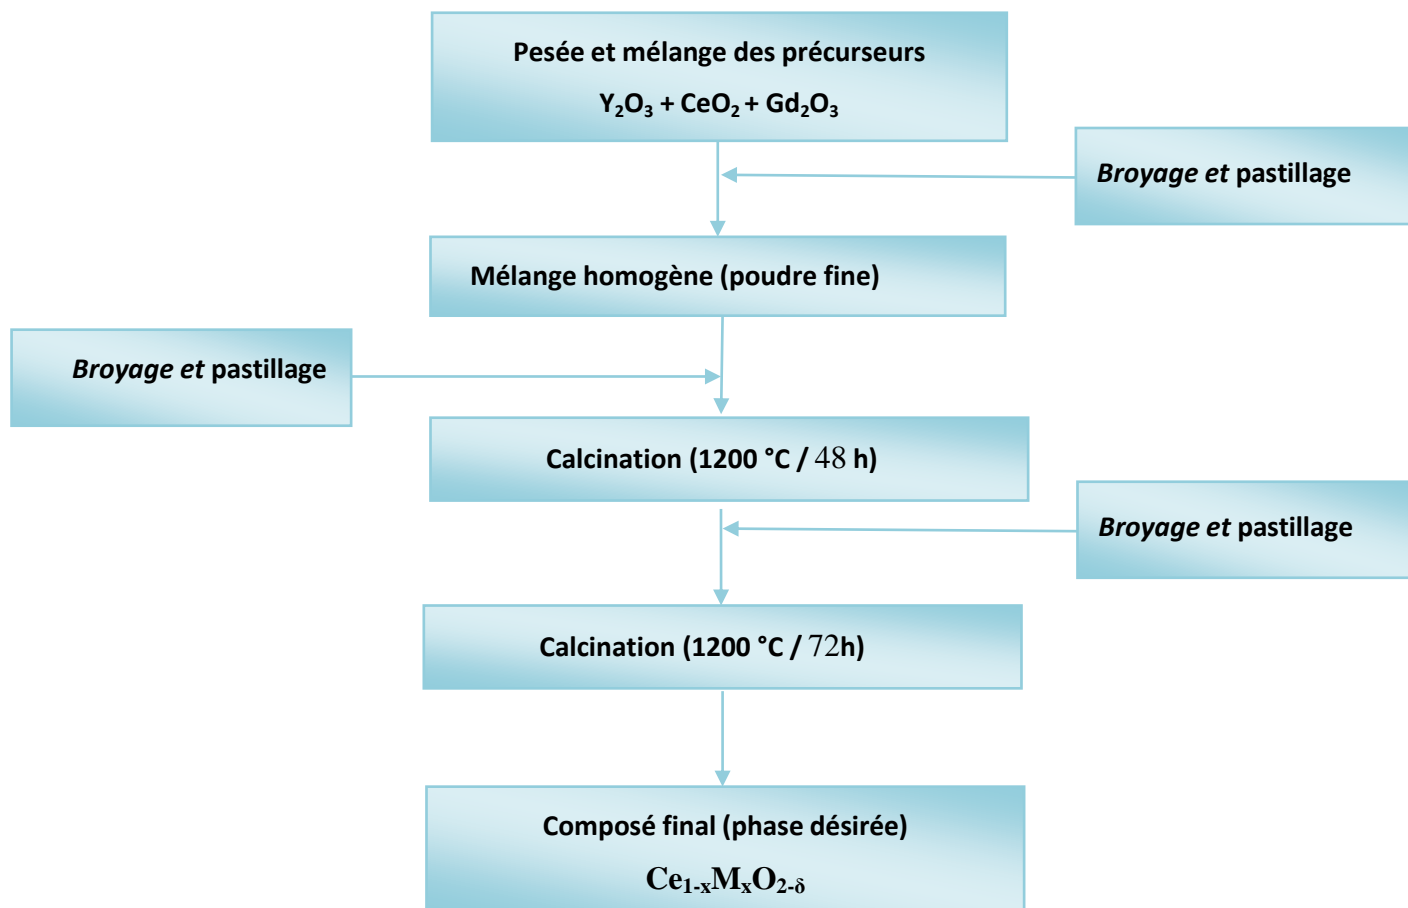 Pesée et mélange des précurseurs
Y₂O₃ + CeO₂ + Gd₂O₃
Broyage et pastillage
Mélange homogène (poudre fine)
Broyage et pastillage
Calcination (1200 °C / 48 h)
Broyage et pastillage
Calcination (1200 °C / 72h)
Composé final (phase désirée)
Ce₁₋ₓMₓO₂₋δ